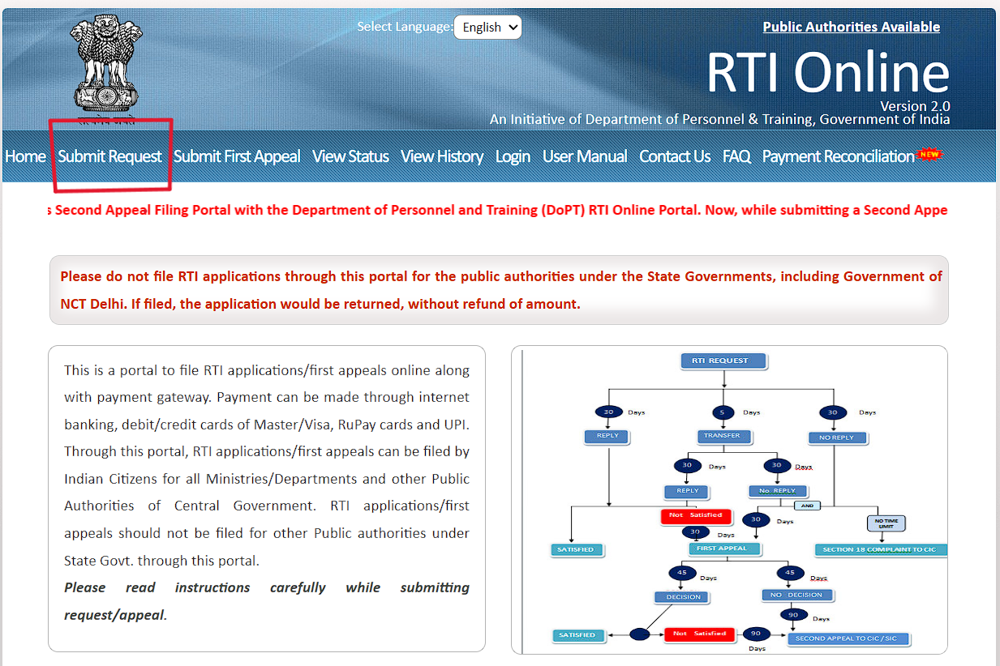 Select Language: English
Public Authorities Available
RTI Online
Version 2.0
An Initiative of Department of Personnel & Training, Government of India
Home Submit Request Submit First Appeal View Status View History Login User Manual Contact Us FAQ Payment Reconciliation NEW
s Second Appeal Filing Portal with the Department of Personnel and Training (DoPT) RTI Online Portal. Now, while submitting a Second Appe
Please do not file RTI applications through this portal for the public authorities under the State Governments, including Government of
NCT Delhi. If filed, the application would be returned, without refund of amount.
This is a portal to file RTI applications/first appeals online along
with payment gateway. Payment can be made through internet
banking, debit/credit cards of Master/Visa, RuPay cards and UPI.
Through this portal, RTI applications/first appeals can be filed by
Indian Citizens for all Ministries/Departments and other Public
Authorities of Central Government. RTI applications/first
appeals should not be filed for other Public authorities under
State Govt. through this portal.
Please read instructions carefully while submitting
request/appeal.
RTI REQUEST
30 Days 5 Days 30 Days
REPLY TRANSFER NO REPLY
30 Days 30 Days
REPLY No REPLY
AND
Not Satisfied 30 Days NO TIME
LIMIT
30 Days
SATISFIED FIRST APPEAL SECTION 18 COMPLAINT TO CIC
45 Days 45 Days
DECISION NO DECISION
90 Days
SATISFIED Not Satisfied 90 SECOND APPEAL TO CIC / SIC
Days